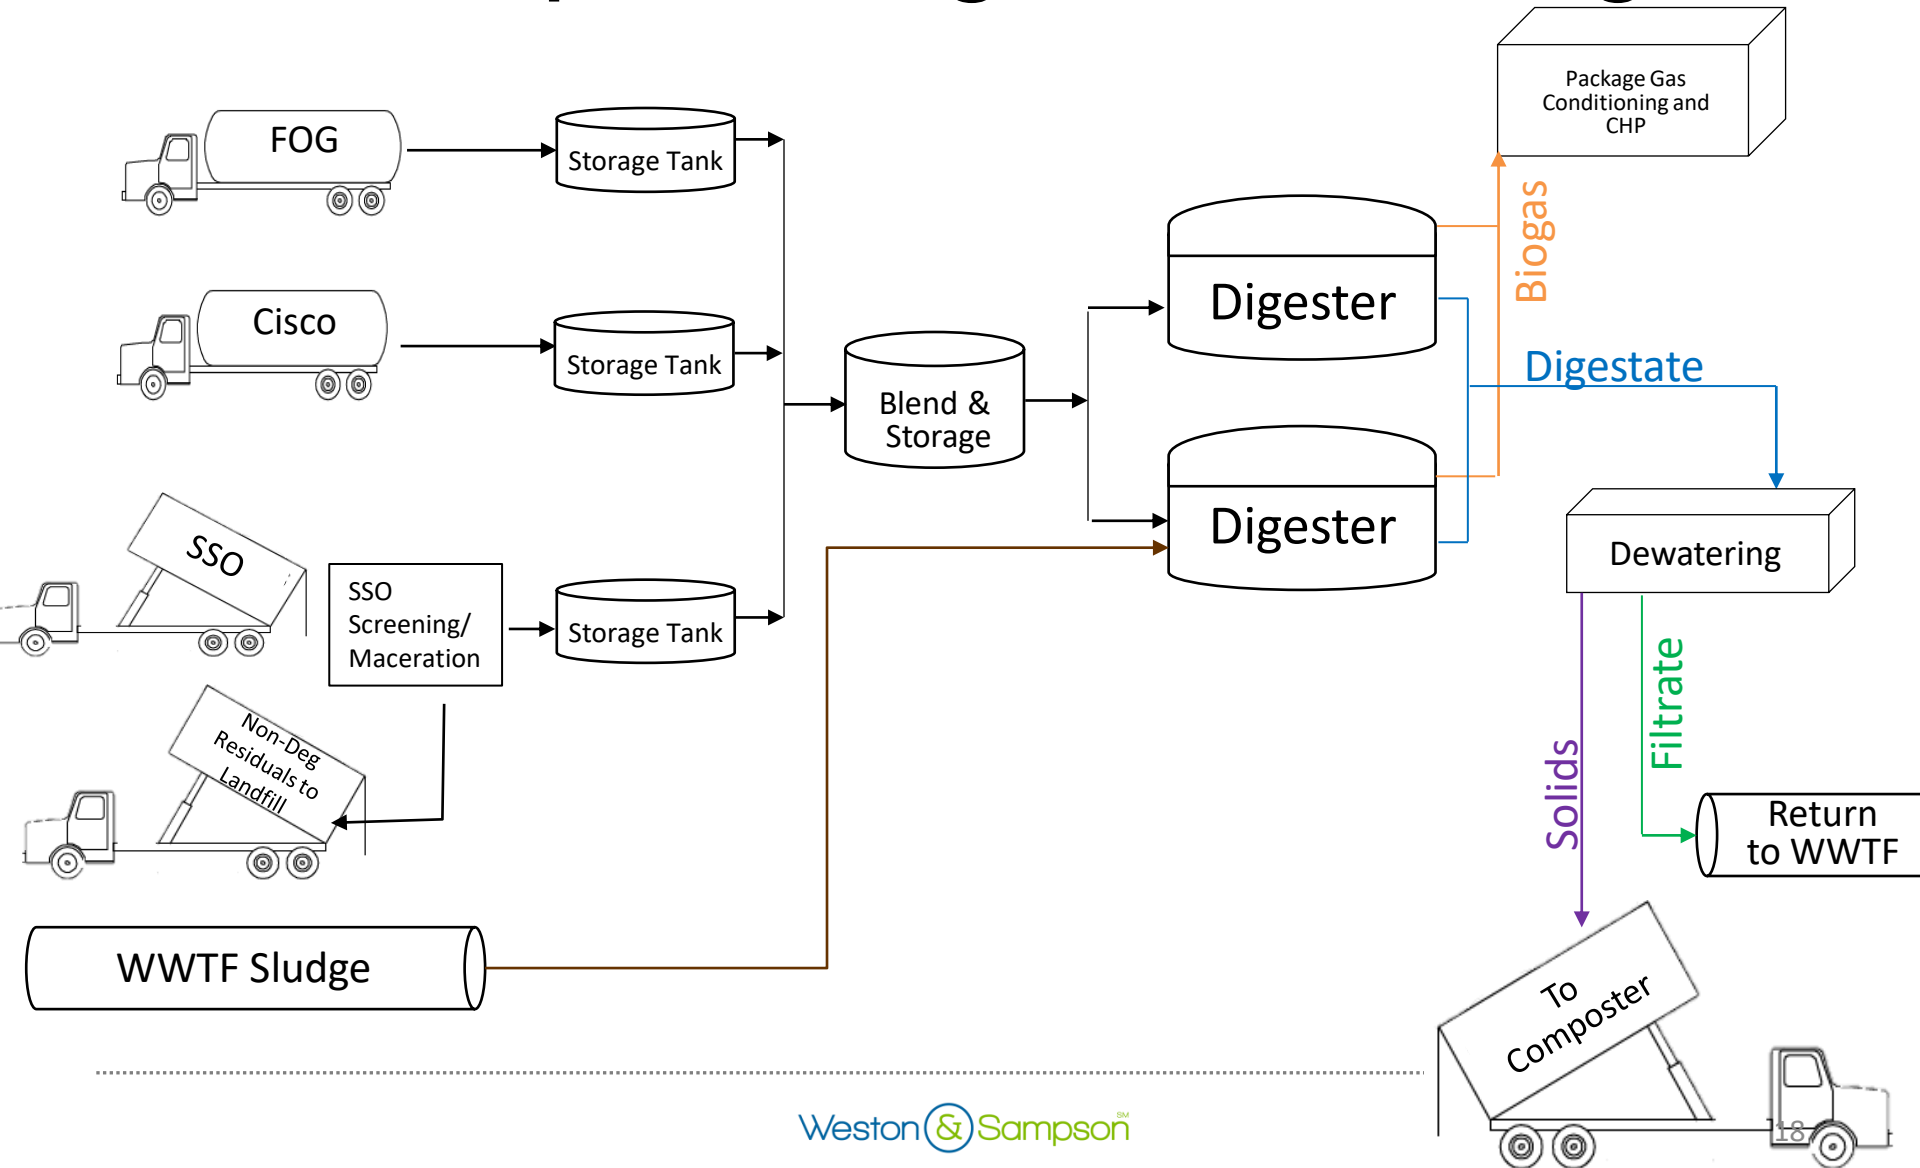 Package Gas
Conditioning and
CHP
FOG
Storage Tank
Biogas
Cisco
Storage Tank
Digester
Digestate
Blend &
Storage
SSO
SSO
Screening/
Maceration
Storage Tank
Digester
Dewatering
Non-Deg
Residuals to
Landfill
Solids
Filtrate
Return
to WWTF
WWTF Sludge
To
Composter
Weston & Sampson℠
18